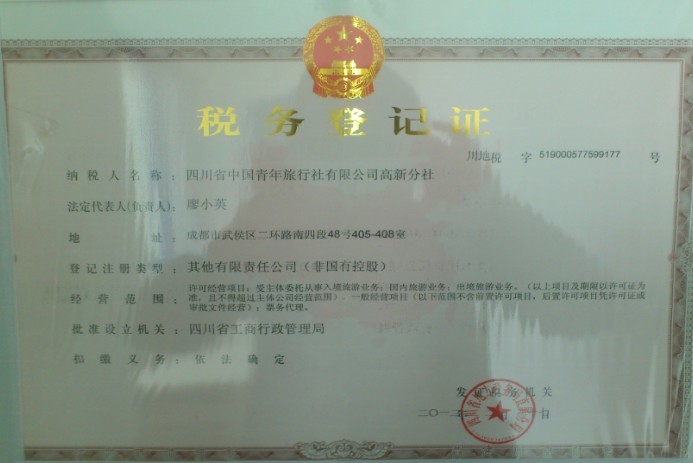 税务登记证
川地税 字 519000577599177 号
纳税人名称：四川省中国青年旅行社有限公司高新分社
法定代表人(负责人)：廖小英
地 址：成都市武侯区二环路南四段48号405-408室
登记注册类型：其他有限责任公司（非国有控股）
经营范围：许可经营项目：受主体委托从事入境旅游业务；国内旅游业务；出境旅游业务。（以上项目及期限以许可证为
准，且不得超过主体公司经营范围）.一般经营项目（以下范围不含前置许可项目，后置许可项目凭许可证或
审批文件经营）；票务代理。
批准设立机关：四川省工商行政管理局
扣缴义务：依法确定
发证税务机关
二〇一二 月 日